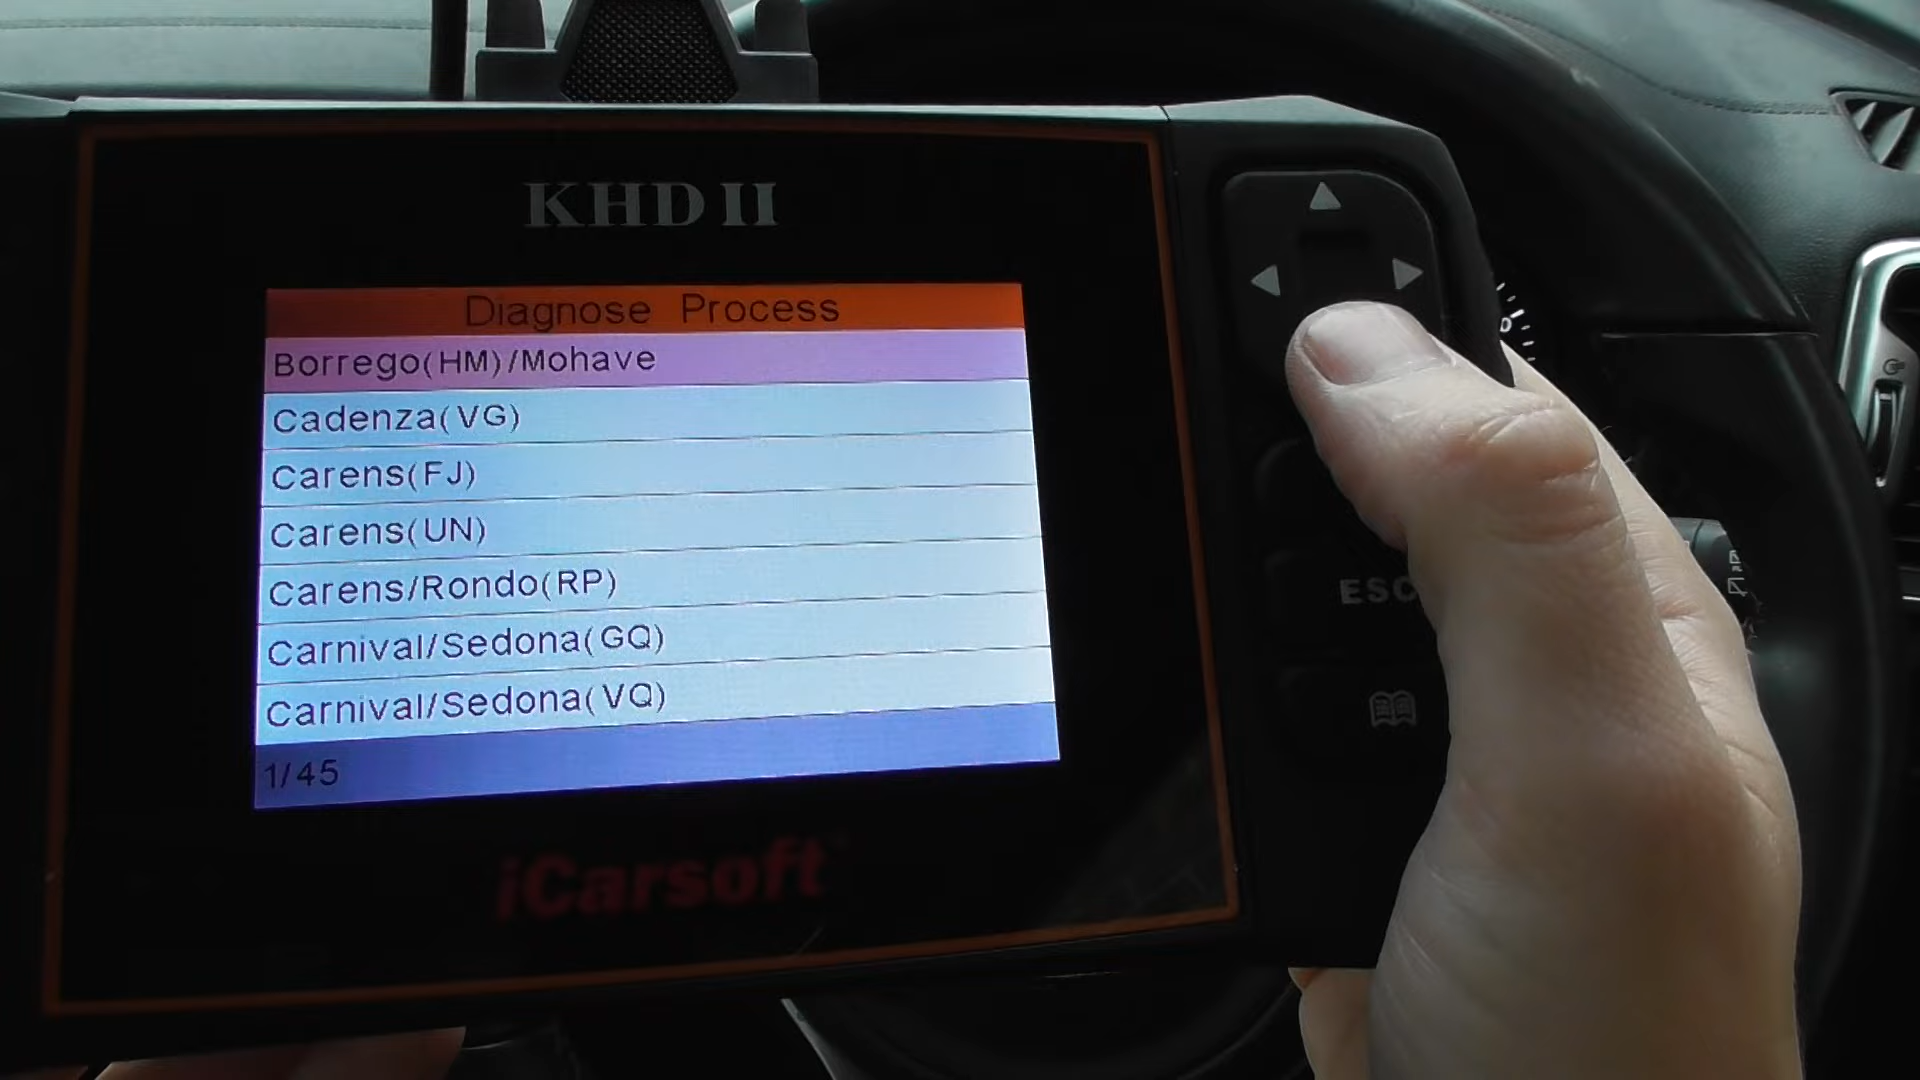 KHD II
Diagnose Process
Borrego(HM)/Mohave
Cadenza(VG)
Carens(FJ)
Carens(UN)
Carens/Rondo(RP)
Carnival/Sedona(GQ)
Carnival/Sedona(VQ)
1/45
ESC
iCarsoft